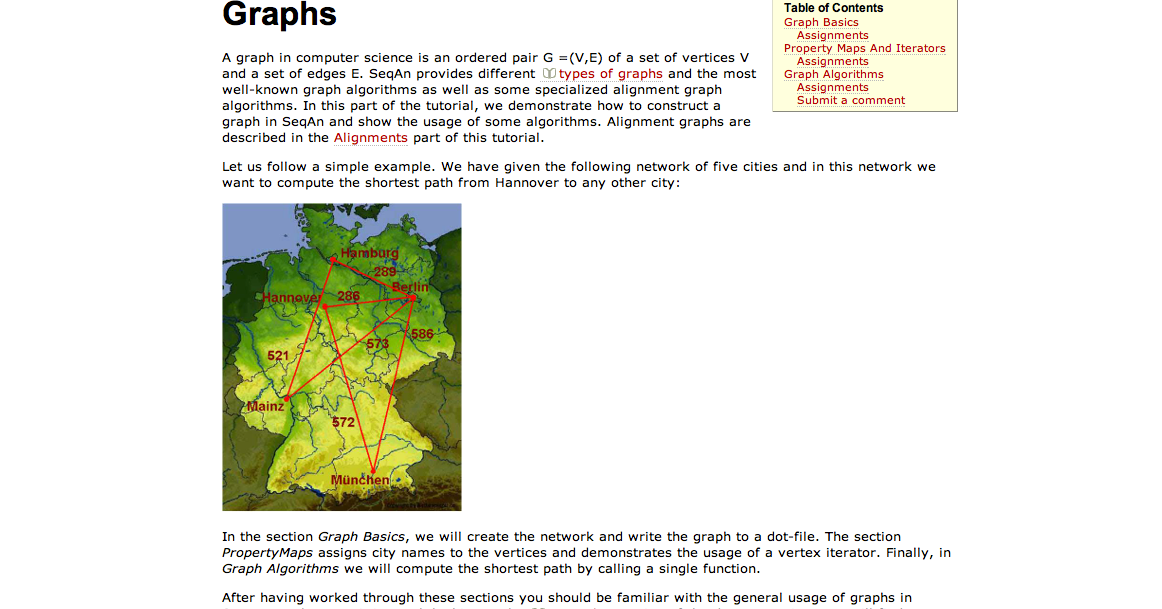 Graphs
Table of Contents
Graph Basics
Assignments
Property Maps And Iterators
Assignments
Graph Algorithms
Assignments
Submit a comment
A graph in computer science is an ordered pair G =(V,E) of a set of vertices V
and a set of edges E. SeqAn provides different types of graphs and the most
well-known graph algorithms as well as some specialized alignment graph
algorithms. In this part of the tutorial, we demonstrate how to construct a
graph in SeqAn and show the usage of some algorithms. Alignment graphs are
described in the Alignments part of this tutorial.
Let us follow a simple example. We have given the following network of five cities and in this network we
want to compute the shortest path from Hannover to any other city:
Hamburg
289
Berlin
Hannover 286
586
573
521
Mainz
572
München
In the section Graph Basics, we will create the network and write the graph to a dot-file. The section
PropertyMaps assigns city names to the vertices and demonstrates the usage of a vertex iterator. Finally, in
Graph Algorithms we will compute the shortest path by calling a single function.
After having worked through these sections you should be familiar with the general usage of graphs in